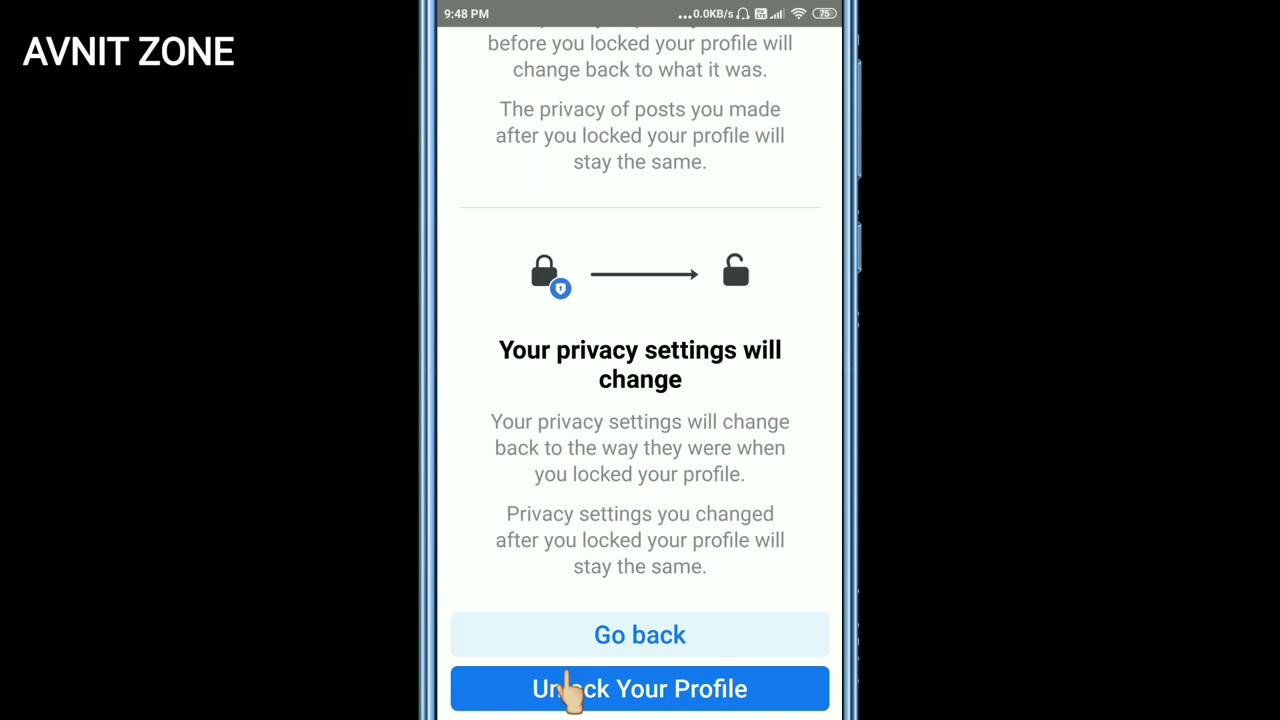 AVNIT ZONE
9:48 PM
...0.0KB/s
75
before you locked your profile will
change back to what it was.
The privacy of posts you made
after you locked your profile will
stay the same.
Your privacy settings will
change
Your privacy settings will change
back to the way they were when
you locked your profile.
Privacy settings you changed
after you locked your profile will
stay the same.
Go back
Unlock Your Profile